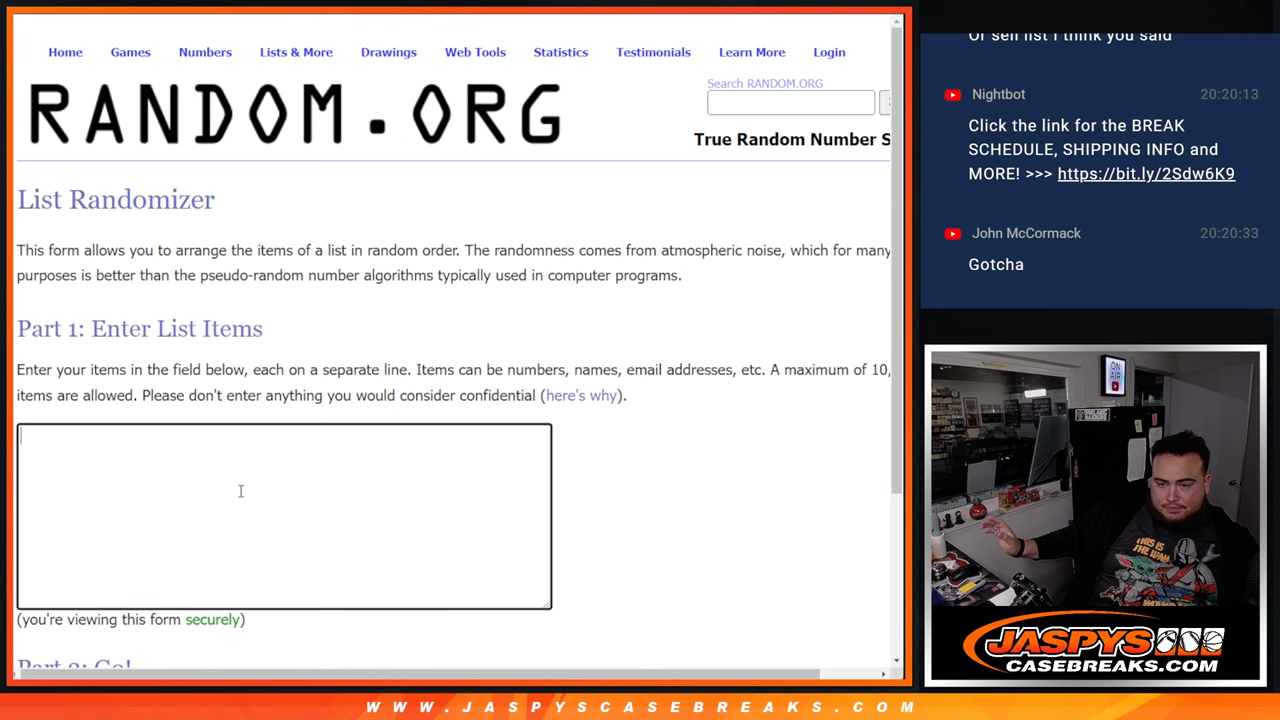 Home Games Numbers Lists & More Drawings Web Tools Statistics Testimonials Learn More Login
RANDOM.ORG
Search RANDOM.ORG
True Random Number S
List Randomizer
This form allows you to arrange the items of a list in random order. The randomness comes from atmospheric noise, which for many
purposes is better than the pseudo-random number algorithms typically used in computer programs.
Part 1: Enter List Items
Enter your items in the field below, each on a separate line. Items can be numbers, names, email addresses, etc. A maximum of 10,
items are allowed. Please don't enter anything you would consider confidential (here's why).
(you're viewing this form securely)
Part 2: Go!
Or sell list I think you said
Nightbot 20:20:13
Click the link for the BREAK
SCHEDULE, SHIPPING INFO and
MORE! >>> https://bit.ly/2Sdw6K9
John McCormack 20:20:33
Gotcha
ON
AIR
THIS IS
THE WAY
JASPYS
CASEBREAKS.COM
WWW.JASPYSCASEBREAKS.COM